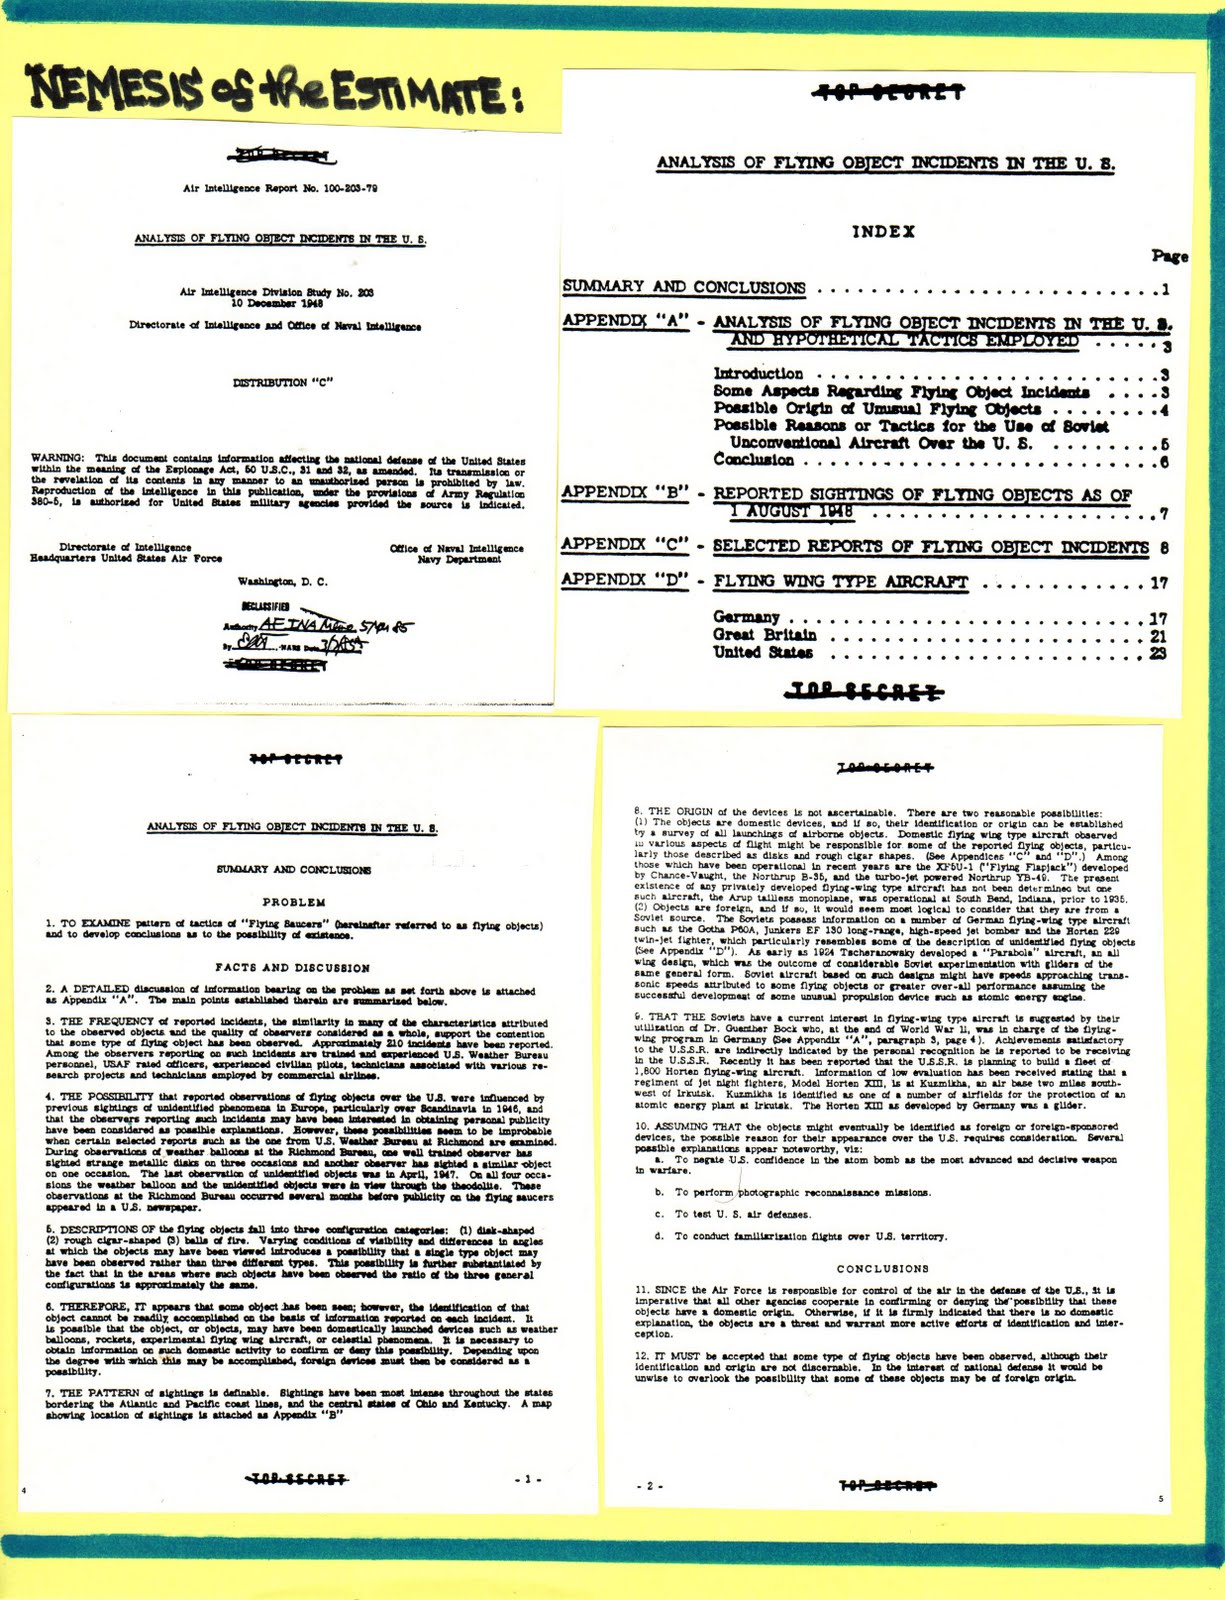 NEMESIS of the ESTIMATE:
TOP SECRET
Air Intelligence Report No. 100-203-79
ANALYSIS OF FLYING OBJECT INCIDENTS IN THE U. S.
Air Intelligence Division Study No. 203
10 December 1948
Directorate of Intelligence and Office of Naval Intelligence
DISTRIBUTION "C"
WARNING: This document contains information affecting the national defense of the United States
within the meaning of the Espionage Act, 50 U.S.C., 31 and 32, as amended. Its transmission or
the revelation of its contents in any manner to an unauthorized person is prohibited by law.
Reproduction of the intelligence in this publication, under the provisions of Army Regulation
380-5, is authorized for United States military agencies provided the source is indicated.
Directorate of Intelligence
Headquarters United States Air Force
Office of Naval Intelligence
Navy Department
Washington, D. C.
DECLASSIFIED
Authority AF INA Memo
By NARS Date
TOP SECRET
TOP SECRET
ANALYSIS OF FLYING OBJECT INCIDENTS IN THE U. S.
INDEX
Page
SUMMARY AND CONCLUSIONS . . . . . . . . . . . . . . . . . . . . . . . . . 1
APPENDIX "A" - ANALYSIS OF FLYING OBJECT INCIDENTS IN THE U. S.
AND HYPOTHETICAL TACTICS EMPLOYED . . . . . 3
Introduction . . . . . . . . . . . . . . . . . . . . . . . . . 3
Some Aspects Regarding Flying Object Incidents . . . . 3
Possible Origin of Unusual Flying Objects . . . . . . . . 4
Possible Reasons or Tactics for the Use of Soviet
Unconventional Aircraft Over the U. S. . . . . . . . . . 5
Conclusion . . . . . . . . . . . . . . . . . . . . . . . . . . 6
APPENDIX "B" - REPORTED SIGHTINGS OF FLYING OBJECTS AS OF
1 AUGUST 1948 . . . . . . . . . . . . . . . . . . . . 7
APPENDIX "C" - SELECTED REPORTS OF FLYING OBJECT INCIDENTS 8
APPENDIX "D" - FLYING WING TYPE AIRCRAFT . . . . . . . . . . . . 17
Germany . . . . . . . . . . . . . . . . . . . . . . . . . . . 17
Great Britain . . . . . . . . . . . . . . . . . . . . . . . . 21
United States . . . . . . . . . . . . . . . . . . . . . . . . 23
TOP SECRET
TOP SECRET
ANALYSIS OF FLYING OBJECT INCIDENTS IN THE U. S.
SUMMARY AND CONCLUSIONS
PROBLEM
1. TO EXAMINE pattern of tactics of "Flying Saucers" (hereinafter referred to as flying objects)
and to develop conclusions as to the possibility of existence.
FACTS AND DISCUSSION
2. A DETAILED discussion of information bearing on the problem as set forth above is attached
as Appendix "A". The main points established therein are summarized below.
3. THE FREQUENCY of reported incidents, the similarity in many of the characteristics attributed
to the observed objects and the quality of observers considered as a whole, support the contention
that some type of flying object has been observed. Approximately 210 incidents have been reported.
Among the observers reporting on such incidents are trained and experienced U.S. Weather Bureau
personnel, USAF rated officers, experienced civilian pilots, technicians associated with various re-
search projects and technicians employed by commercial airlines.
4. THE POSSIBILITY that reported observations of flying objects over the U.S. were influenced by
previous sightings of unidentified phenomena in Europe, particularly over Scandinavia in 1946, and
that the observers reporting such incidents may have been interested in obtaining personal publicity
have been considered as possible explanations. However, these possibilities seem to be improbable
when certain selected reports such as the one from U.S. Weather Bureau at Richmond are examined.
During observations of weather balloons at the Richmond Bureau, one well trained observer has
sighted strange metallic disks on three occasions and another observer has sighted a similar object
on one occasion. The last observation of unidentified objects was in April, 1947. On all four occa-
sions the weather balloon and the unidentified objects were in view through the theodolite. These
observations at the Richmond Bureau occurred several months before publicity on the flying saucers
appeared in a U.S. newspaper.
5. DESCRIPTIONS OF the flying objects fall into three configuration categories: (1) disk-shaped
(2) rough cigar-shaped (3) balls of fire. Varying conditions of visibility and differences in angles
at which the objects may have been viewed introduces a possibility that a single type object may
have been observed rather than three different types. This possibility is further substantiated by
the fact that in the areas where such objects have been observed the ratio of the three general
configurations is approximately the same.
6. THEREFORE, IT appears that some object has been seen; however, the identification of that
object cannot be readily accomplished on the basis of information reported on each incident. It
is possible that the object, or objects, may have been domestically launched devices such as weather
balloons, rockets, experimental flying wing aircraft, or celestial phenomena. It is necessary to
obtain information on such domestic activity to confirm or deny this possibility. Depending upon
the degree with which this may be accomplished, foreign devices must then be considered as a
possibility.
7. THE PATTERN of sightings is definable. Sightings have been most intense throughout the states
bordering the Atlantic and Pacific coast lines, and the central states of Ohio and Kentucky. A map
showing location of sightings is attached as Appendix "B"
TOP SECRET
- 1 -
4
TOP SECRET
8. THE ORIGIN of the devices is not ascertainable. There are two reasonable possibilities:
(1) The objects are domestic devices, and if so, their identification or origin can be established
by a survey of all launchings of airborne objects. Domestic flying wing type aircraft observed
in various aspects of flight might be responsible for some of the reported flying objects, particu-
larly those described as disks and rough cigar shapes. (See Appendices "C" and "D".) Among
those which have been operational in recent years are the XF5U-1 ("Flying Flapjack") developed
by Chance-Vaught, the Northrup B-35, and the turbo-jet powered Northrup YB-49. The present
existence of any privately developed flying-wing type aircraft has not been determined but one
such aircraft, the Arup tailless monoplane, was operational at South Bend, Indiana, prior to 1935.
(2) Objects are foreign, and if so, it would seem most logical to consider that they are from a
Soviet source. The Soviets possess information on a number of German flying-wing type aircraft
such as the Gotha P60A, Junkers EF 130 long-range, high-speed jet bomber and the Horten 229
twin-jet fighter, which particularly resembles some of the description of unidentified flying objects
(See Appendix "D"). As early as 1924 Tscheranowsky developed a "Parabola" aircraft, an all
wing design, which was the outcome of considerable Soviet experimentation with gliders of the
same general form. Soviet aircraft based on such designs might have speeds approaching trans-
sonic speeds attributed to some flying objects or greater over-all performance assuming the
successful development of some unusual propulsion device such as atomic energy engine.
9. THAT THE Soviets have a current interest in flying-wing type aircraft is suggested by their
utilization of Dr. Guenther Bock who, at the end of World War II, was in charge of the flying-
wing program in Germany (See Appendix "A", paragraph 3, page 4). Achievements satisfactory
to the U.S.S.R. are indirectly indicated by the personal recognition he is reported to be receiving
in the U.S.S.R. Recently it has been reported that the U.S.S.R. is planning to build a fleet of
1,800 Horten flying-wing aircraft. Information of low evaluation has been received stating that a
regiment of jet night fighters, Model Horten XIII, is at Kuzmikha, an air base two miles south-
west of Irkutsk. Kuzmikha is identified as one of a number of airfields for the protection of an
atomic energy plant at Irkutsk. The Horten XIII as developed by Germany was a glider.
10. ASSUMING THAT the objects might eventually be identified as foreign or foreign-sponsored
devices, the possible reason for their appearance over the U.S. requires consideration. Several
possible explanations appear noteworthy, viz:
a. To negate U.S. confidence in the atom bomb as the most advanced and decisive weapon
in warfare.
b. To perform photographic reconnaissance missions.
c. To test U. S. air defenses.
d. To conduct familiarization flights over U.S. territory.
CONCLUSIONS
11. SINCE the Air Force is responsible for control of the air in the defense of the U.S., it is
imperative that all other agencies cooperate in confirming or denying the possibility that these
objects have a domestic origin. Otherwise, if it is firmly indicated that there is no domestic
explanation, the objects are a threat and warrant more active efforts of identification and inter-
ception.
12. IT MUST be accepted that some type of flying objects have been observed, although their
identification and origin are not discernable. In the interest of national defense it would be
unwise to overlook the possibility that some of these objects may be of foreign origin.
- 2 -
TOP SECRET
5